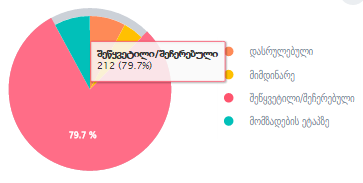 შეწყვეტილი/შეჩერებული
212 (79.7%)
79.7 %
დასრულებული
მიმდინარე
შეწყვეტილი/შეჩერებული
მომზადების ეტაპზე